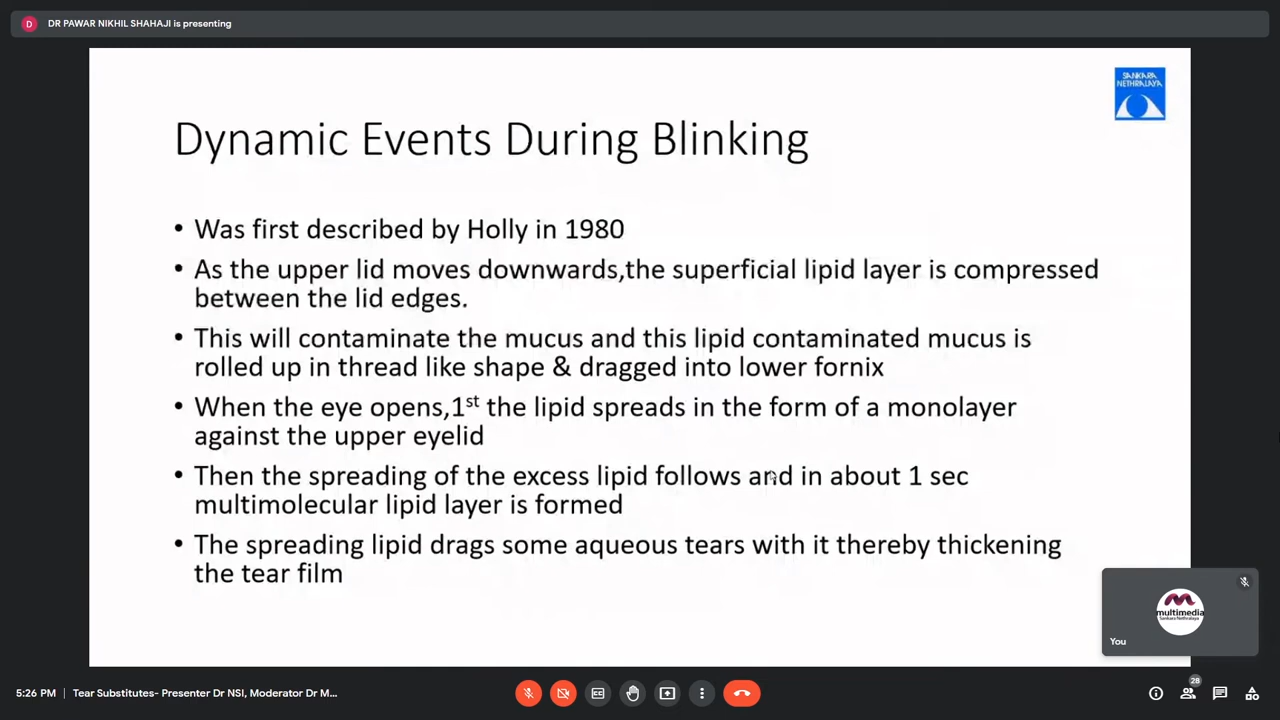 D DR PAWAR NIKHIL SHAHAJI is presenting
SANKARA
NETHRALAYA
Dynamic Events During Blinking
• Was first described by Holly in 1980
• As the upper lid moves downwards,the superficial lipid layer is compressed
between the lid edges.
• This will contaminate the mucus and this lipid contaminated mucus is
rolled up in thread like shape & dragged into lower fornix
• When the eye opens,1st the lipid spreads in the form of a monolayer
against the upper eyelid
• Then the spreading of the excess lipid follows and in about 1 sec
multimolecular lipid layer is formed
• The spreading lipid drags some aqueous tears with it thereby thickening
the tear film
multimedia
Sankara Nethralaya
You
5:26 PM | Tear Substitutes- Presenter Dr NSI, Moderator Dr M...
28